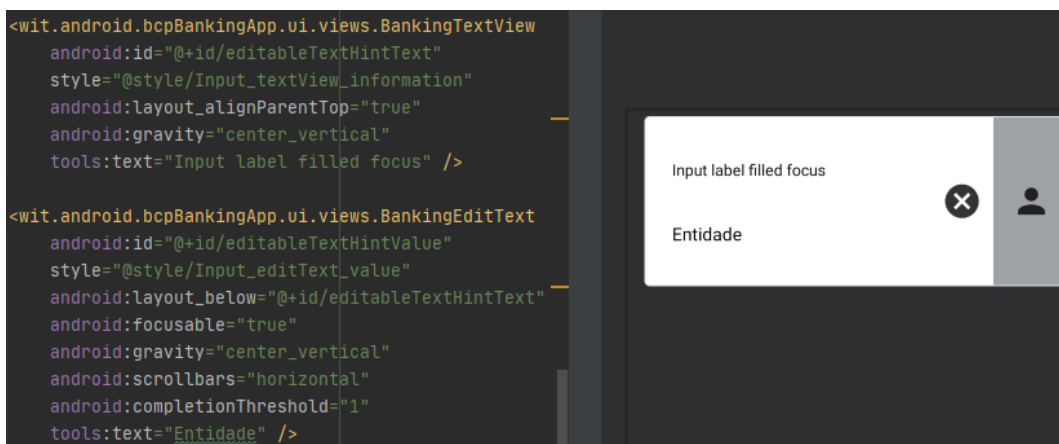 <wit.android.bcpBankingApp.ui.views.BankingTextView
android:id="@+id/editableTextHintText"
style="@style/Input_textView_information"
android:layout_alignParentTop="true"
android:gravity="center_vertical"
tools:text="Input label filled focus" />
<wit.android.bcpBankingApp.ui.views.BankingEditText
android:id="@+id/editableTextHintValue"
style="@style/Input_editText_value"
android:layout_below="@+id/editableTextHintText"
android:focusable="true"
android:gravity="center_vertical"
android:scrollbars="horizontal"
android:completionThreshold="1"
tools:text="Entidade" />
Input label filled focus
Entidade